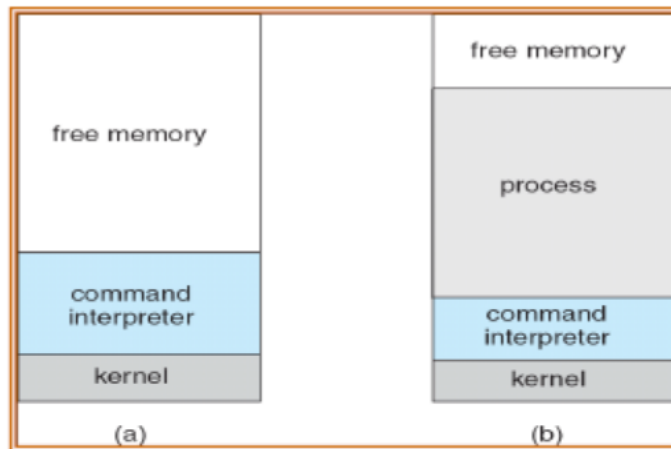 free memory
command
interpreter
kernel
(a)
free memory
process
command
interpreter
kernel
(b)